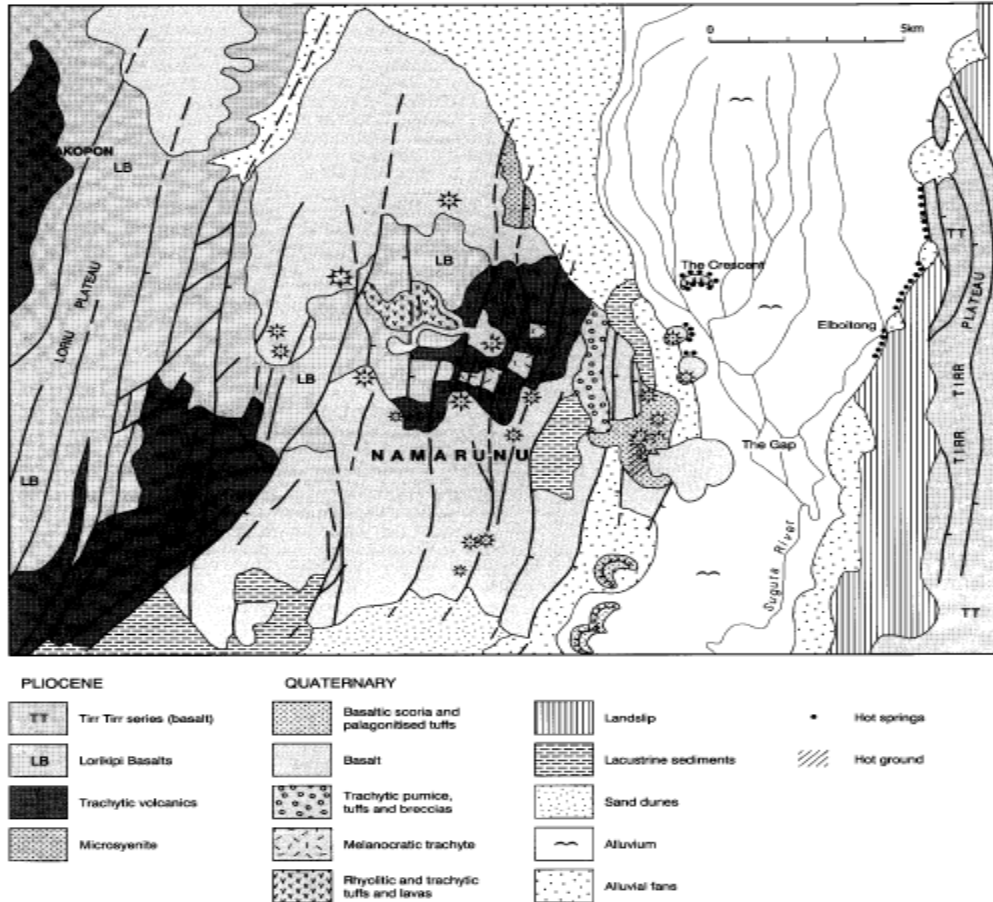 0 5km
AKOPON
LB
TT
The Crescent
LB
LORIU PLATEAU
PLATEAU
Elboitong
LB
TIRR TIRR
The Gap
NAMARUNU
LB
Suguta River
TT
PLIOCENE
TT Tirr Tirr series (basalt)
LB Lorikipi Basalts
Trachytic volcanics
Microsyenite
QUATERNARY
Basaltic scoria and
palagonitised tuffs
Basalt
Trachytic pumice,
tuffs and breccias
Melanocratic trachyte
Rhyolitic and trachytic
tuffs and lavas
Landslip
Lacustrine sediments
Sand dunes
Alluvium
Alluvial fans
Hot springs
Hot ground